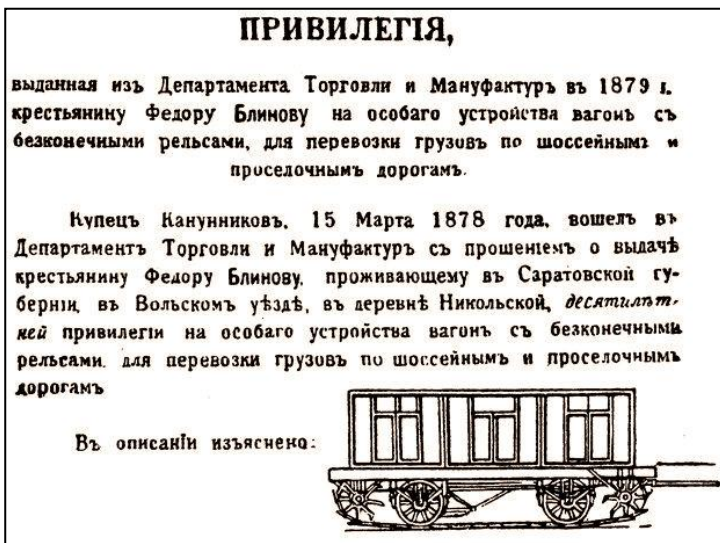 ПРИВИЛЕГІЯ,
выданная изъ Департамента Торговли и Мануфактуръ въ 1879 г.
крестьянину Федору Блинову на особаго устройства вагонъ съ
безконечными рельсами, для перевозки грузовъ по шоссейнымъ и
проселочнымъ дорогамъ.
Купецъ Канунниковъ, 15 Марта 1878 года, вошелъ въ
Департаментъ Торговли и Мануфактуръ съ прошеніемъ о выдачѣ
крестьянину Федору Блинову, проживающему въ Саратовской гу-
берніи, въ Вольскомъ уѣздѣ, въ деревнѣ Никольской, десятилѣт-
ней привилегіи на особаго устройства вагонъ съ безконечными
рельсами, для перевозки грузовъ по шоссейнымъ и проселочнымъ
дорогамъ
Въ описаніи изъяснено: